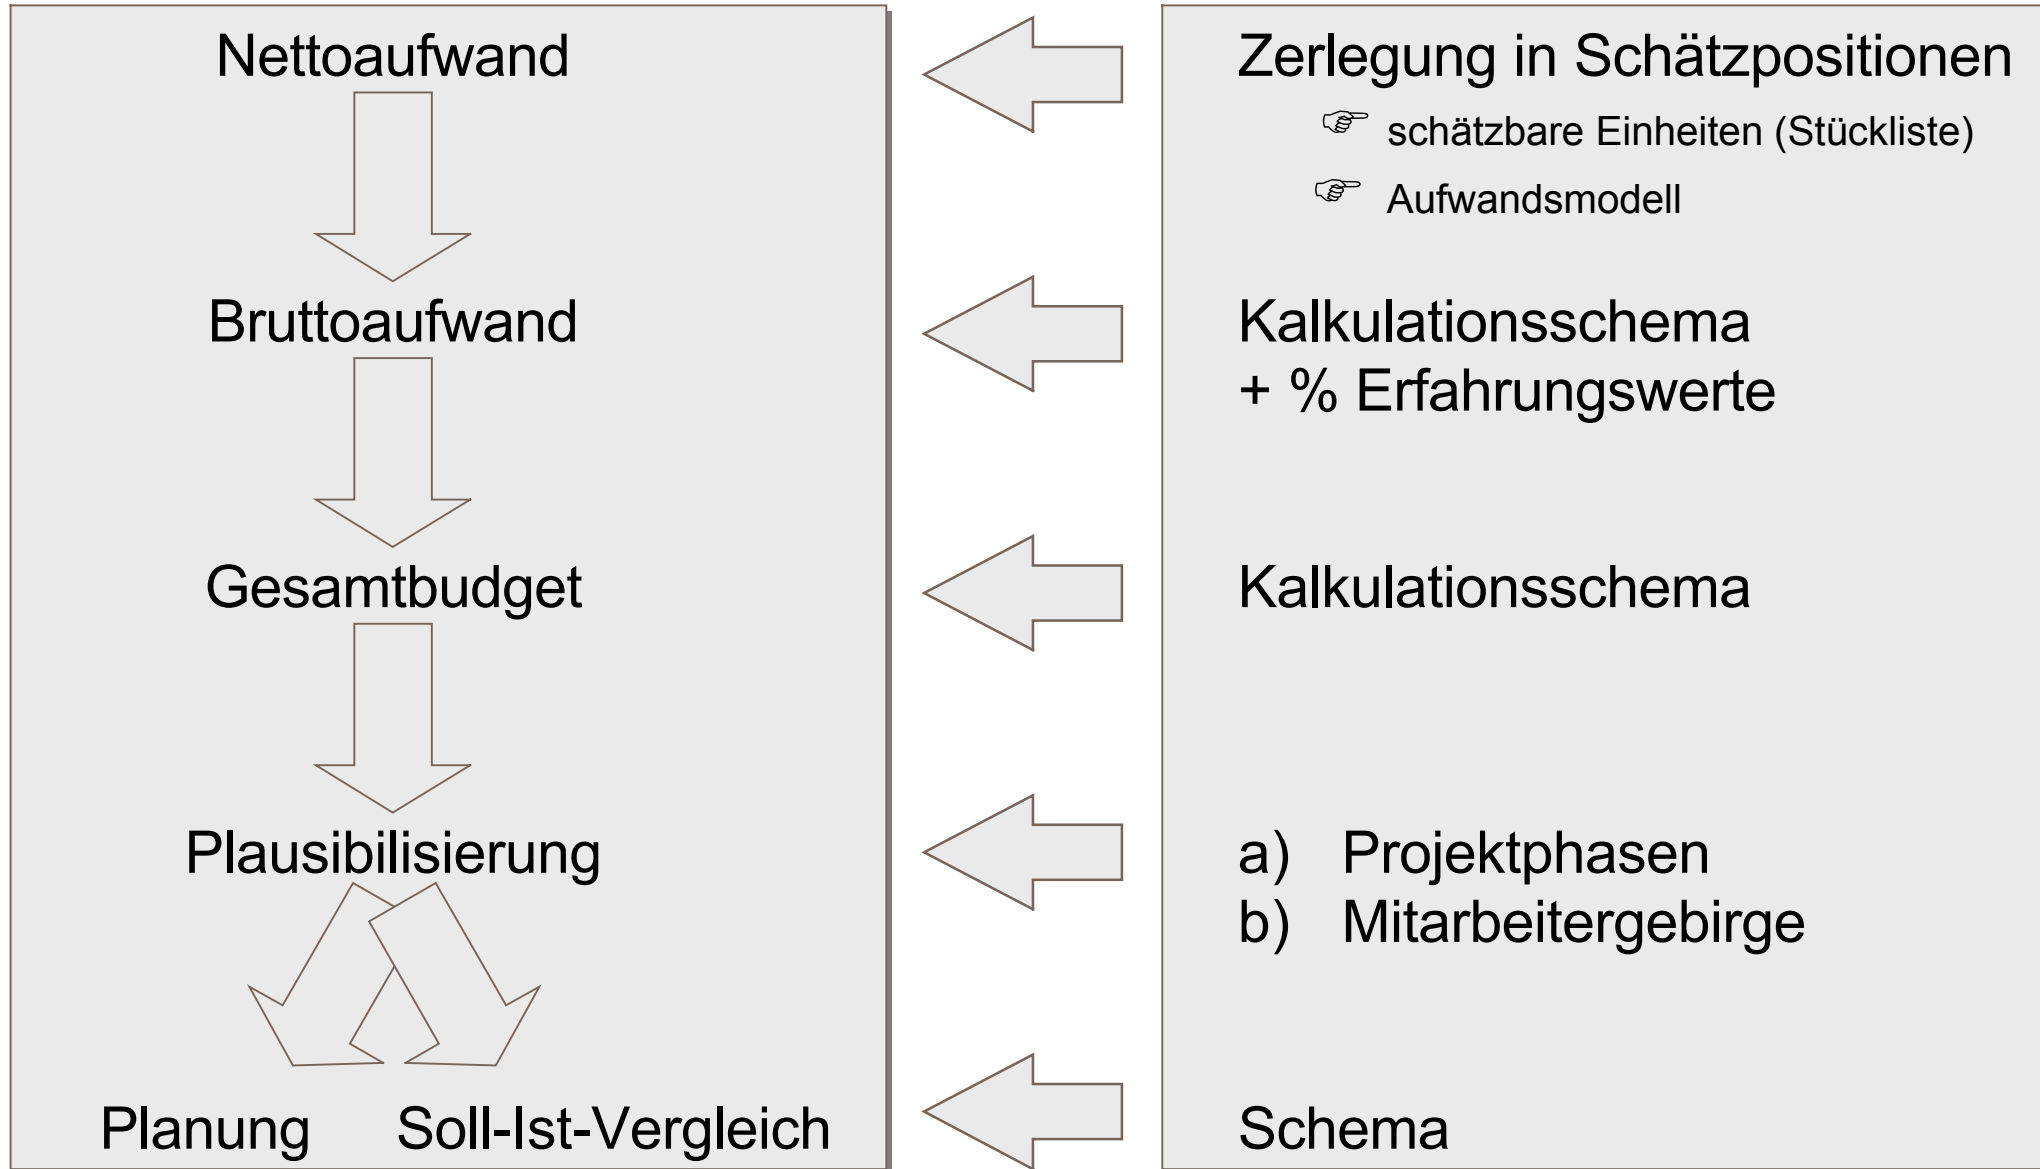 Nettoaufwand
Bruttoaufwand
Gesamtbudget
Plausibilisierung
Planung Soll-Ist-Vergleich
Zerlegung in Schätzpositionen
☞ schätzbare Einheiten (Stückliste)
☞ Aufwandsmodell
Kalkulationsschema
+ % Erfahrungswerte
Kalkulationsschema
a) Projektphasen
b) Mitarbeitergebirge
Schema